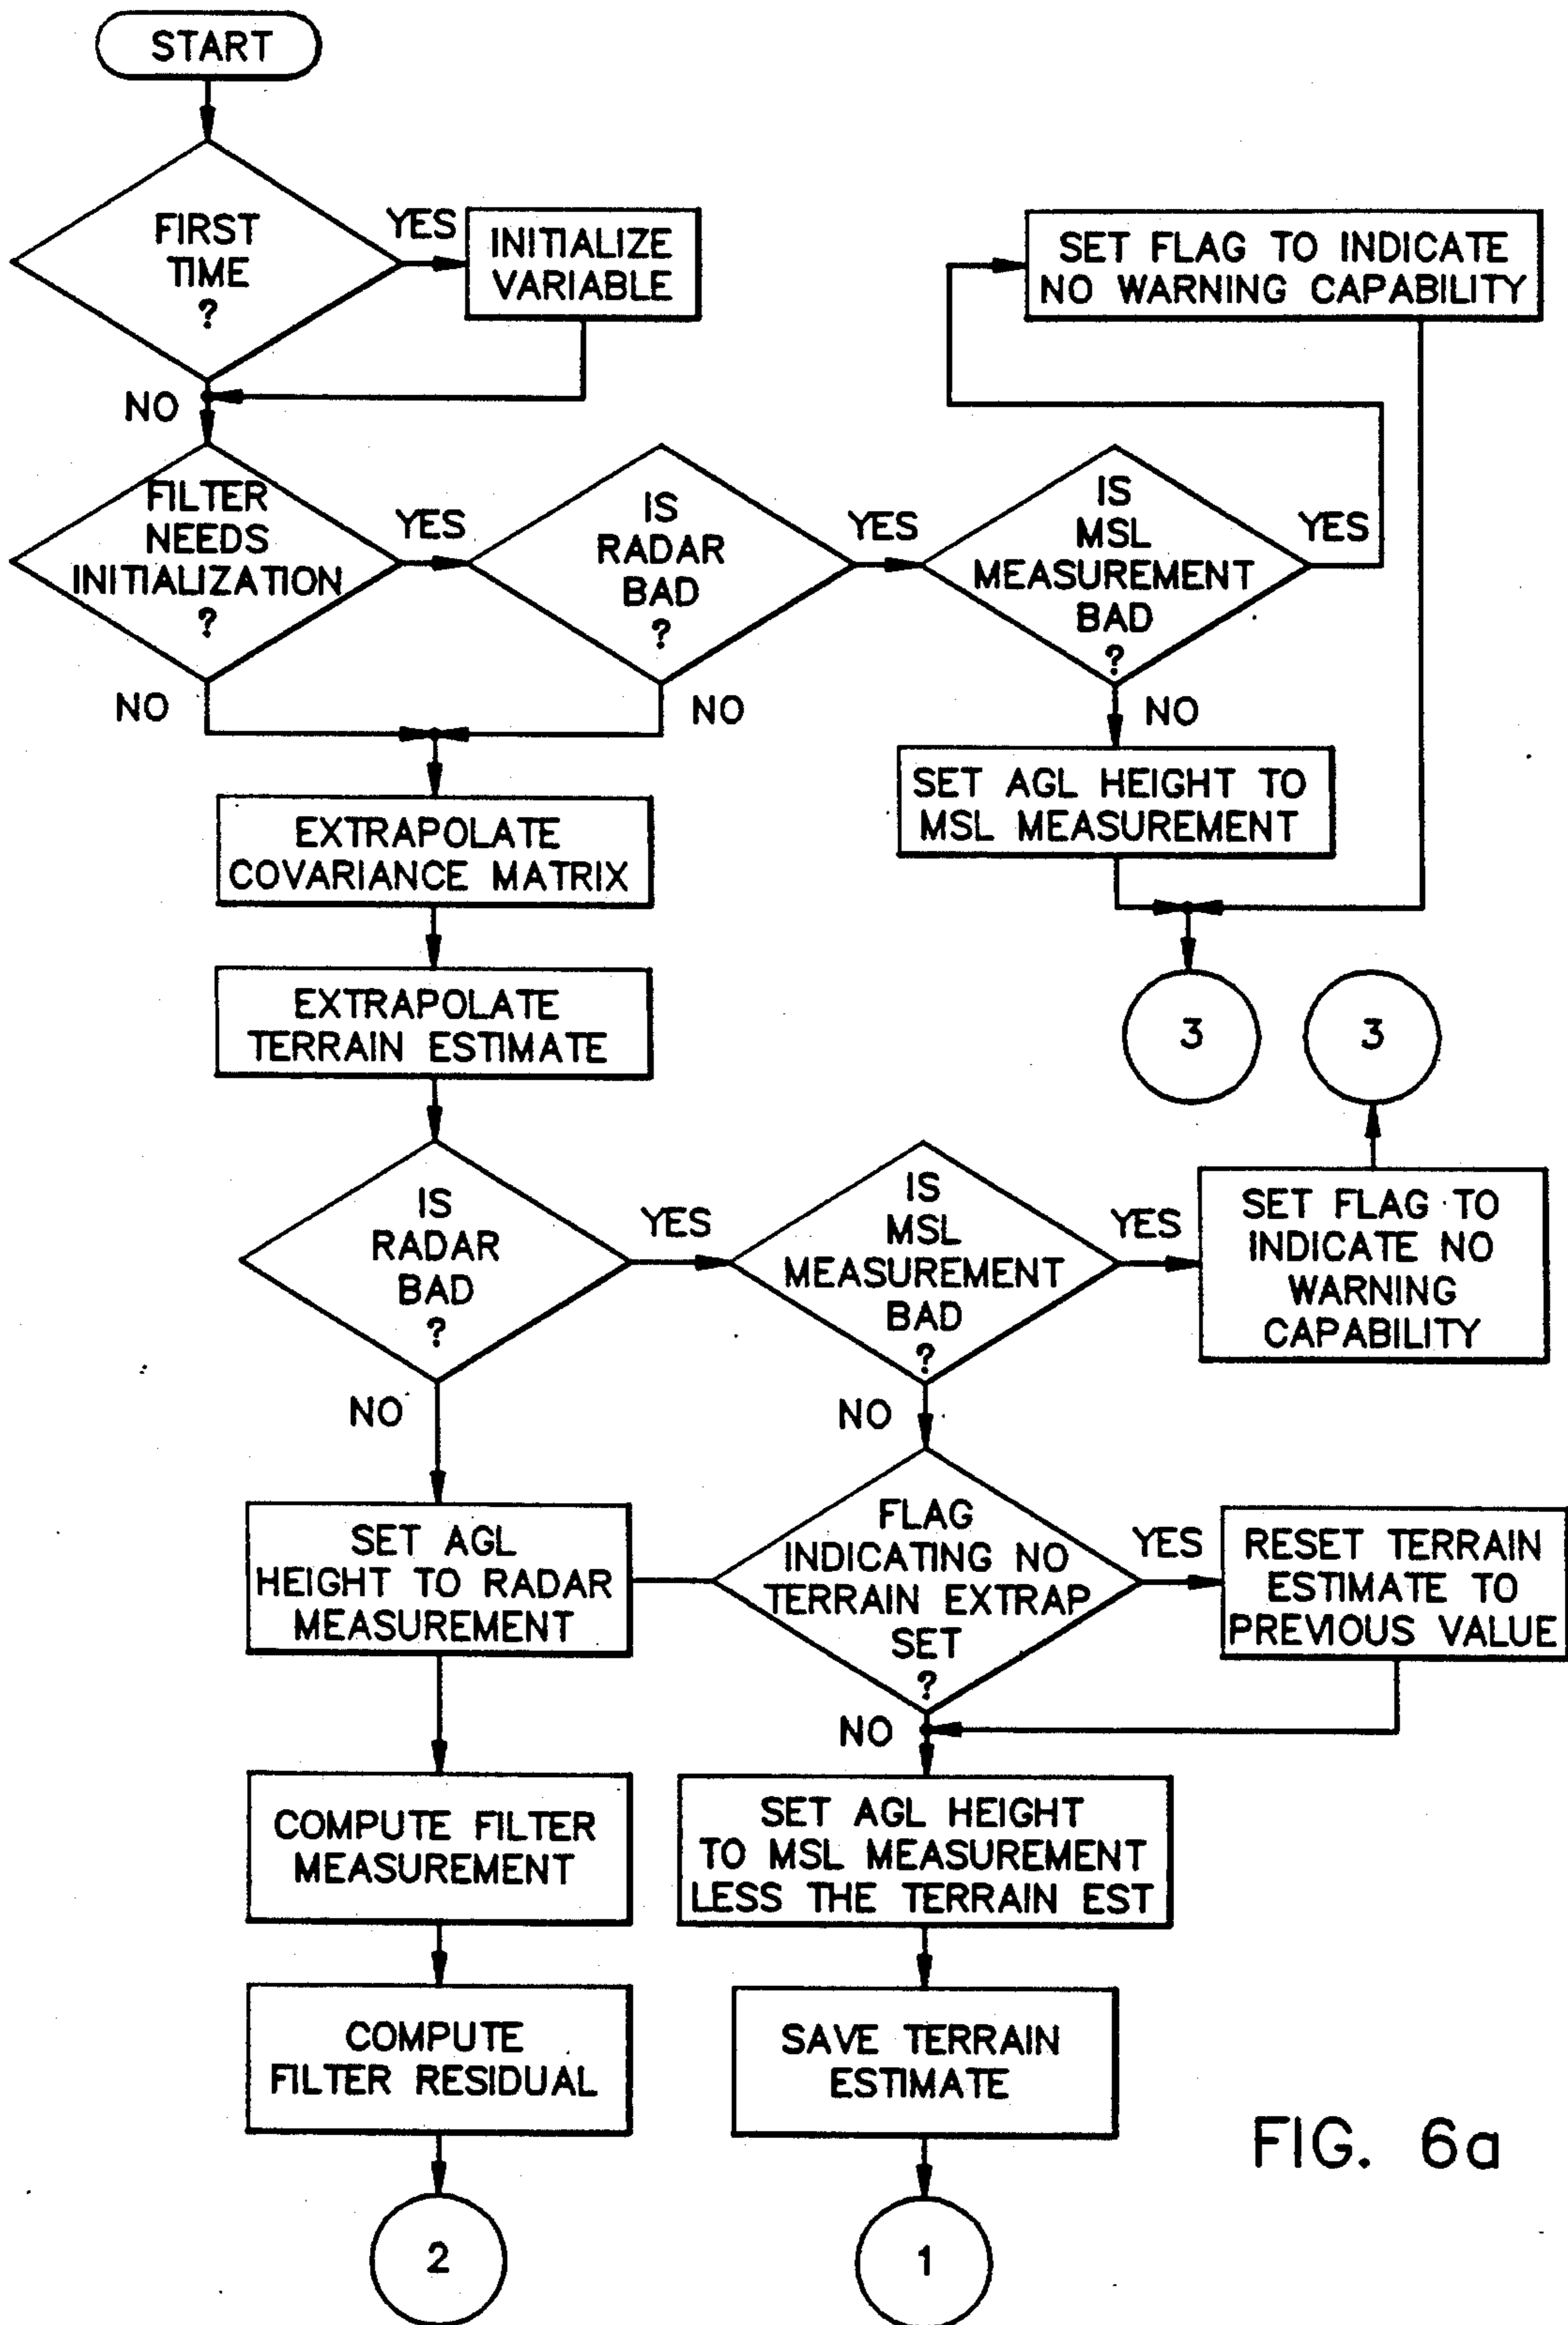 START
FIRST
TIME
?
YES
INITIALIZE
VARIABLE
NO
SET FLAG TO INDICATE
NO WARNING CAPABILITY
FILTER
NEEDS
INITIALIZATION
?
YES
NO
IS
RADAR
BAD
?
YES
NO
IS
MSL
MEASUREMENT
BAD
?
YES
NO
SET AGL HEIGHT TO
MSL MEASUREMENT
3
EXTRAPOLATE
COVARIANCE MATRIX
EXTRAPOLATE
TERRAIN ESTIMATE
IS
RADAR
BAD
?
YES
NO
IS
MSL
MEASUREMENT
BAD
?
YES
NO
SET FLAG TO
INDICATE NO
WARNING
CAPABILITY
3
SET AGL
HEIGHT TO RADAR
MEASUREMENT
FLAG
INDICATING NO
TERRAIN EXTRAP
SET
?
YES
NO
RESET TERRAIN
ESTIMATE TO
PREVIOUS VALUE
COMPUTE FILTER
MEASUREMENT
SET AGL HEIGHT
TO MSL MEASUREMENT
LESS THE TERRAIN EST
COMPUTE
FILTER RESIDUAL
SAVE TERRAIN
ESTIMATE
2
1
FIG. 6a